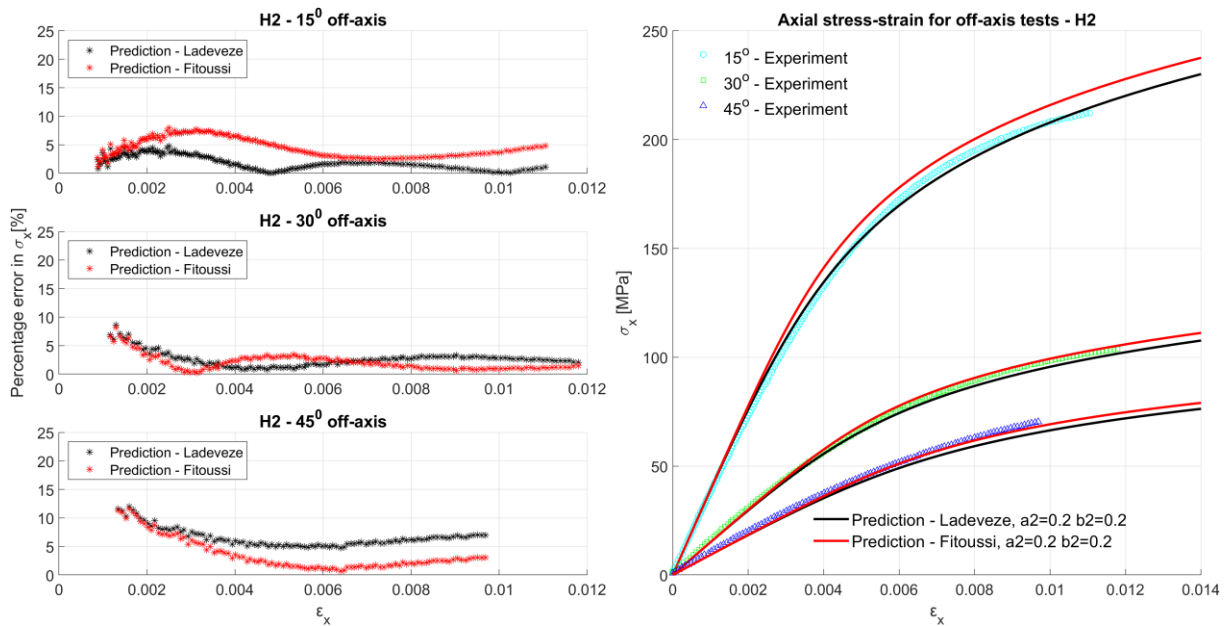 H2 - 15⁰ off-axis
25
20
15
10
5
0
Prediction - Ladeveze
Prediction - Fitoussi
0 0.002 0.004 0.006 0.008 0.01 0.012
H2 - 30⁰ off-axis
Percentage error in σ_x[%]
25
20
15
10
5
0
Prediction - Ladeveze
Prediction - Fitoussi
0 0.002 0.004 0.006 0.008 0.01 0.012
H2 - 45⁰ off-axis
25
20
15
10
5
0
Prediction - Ladeveze
Prediction - Fitoussi
0 0.002 0.004 0.006 0.008 0.01 0.012
ε_x
Axial stress-strain for off-axis tests - H2
σ_x [MPa]
250
200
150
100
50
0
15° - Experiment
30° - Experiment
45° - Experiment
Prediction - Ladeveze, a2=0.2 b2=0.2
Prediction - Fitoussi, a2=0.2 b2=0.2
0 0.002 0.004 0.006 0.008 0.01 0.012 0.014
ε_x